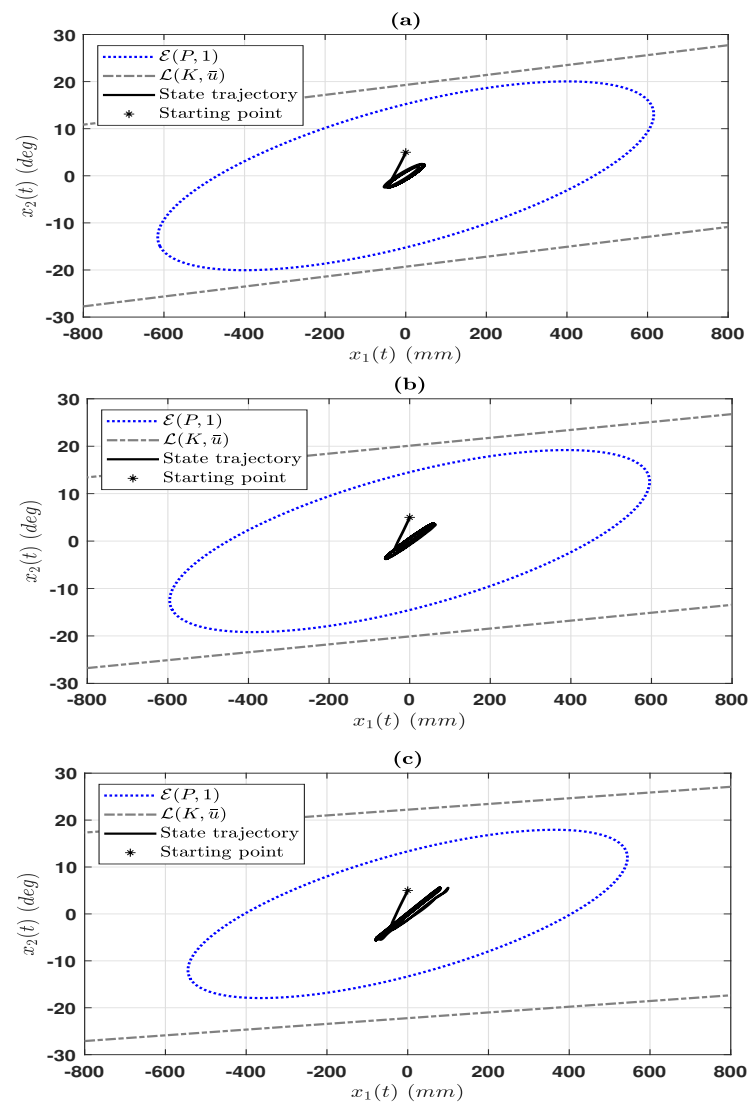 (a)
30
20
10
0
-10
-20
-30
x₂(t) (deg)
ℰ(P, 1)
ℒ(K, ū)
State trajectory
Starting point
-800 -600 -400 -200 0 200 400 600 800
x₁(t) (mm)
(b)
30
20
10
0
-10
-20
-30
x₂(t) (deg)
ℰ(P, 1)
ℒ(K, ū)
State trajectory
Starting point
-800 -600 -400 -200 0 200 400 600 800
x₁(t) (mm)
(c)
30
20
10
0
-10
-20
-30
x₂(t) (deg)
ℰ(P, 1)
ℒ(K, ū)
State trajectory
Starting point
-800 -600 -400 -200 0 200 400 600 800
x₁(t) (mm)